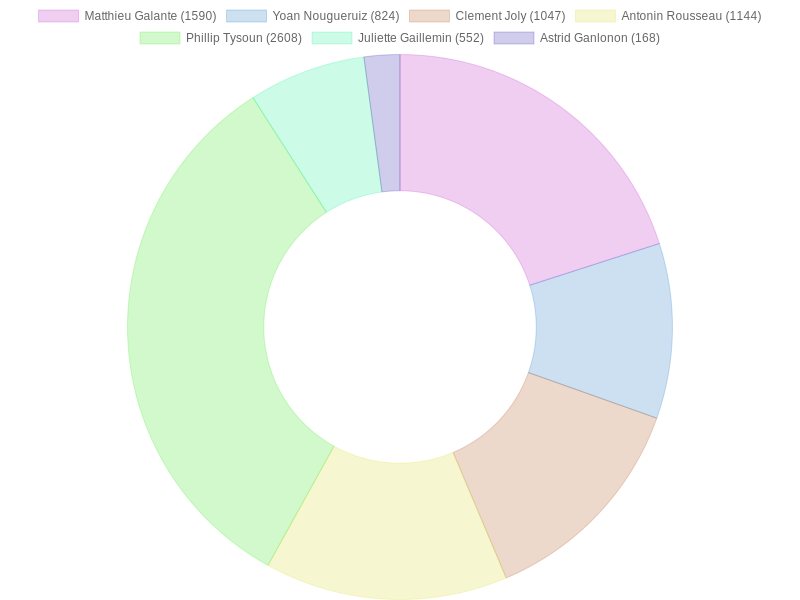 Matthieu Galante (1590) Yoan Nougueruiz (824) Clement Joly (1047) Antonin Rousseau (1144)
Phillip Tysoun (2608) Juliette Gaillemin (552) Astrid Ganlonon (168)